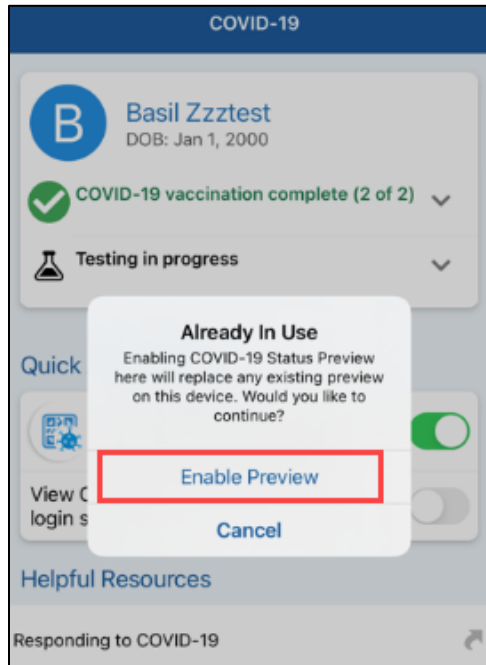 COVID-19
B
Basil Zzztest
DOB: Jan 1, 2000
COVID-19 vaccination complete (2 of 2)
Testing in progress
Already In Use
Enabling COVID-19 Status Preview
here will replace any existing preview
on this device. Would you like to
continue?
Quick
Enable Preview
View
login s
Cancel
Helpful Resources
Responding to COVID-19